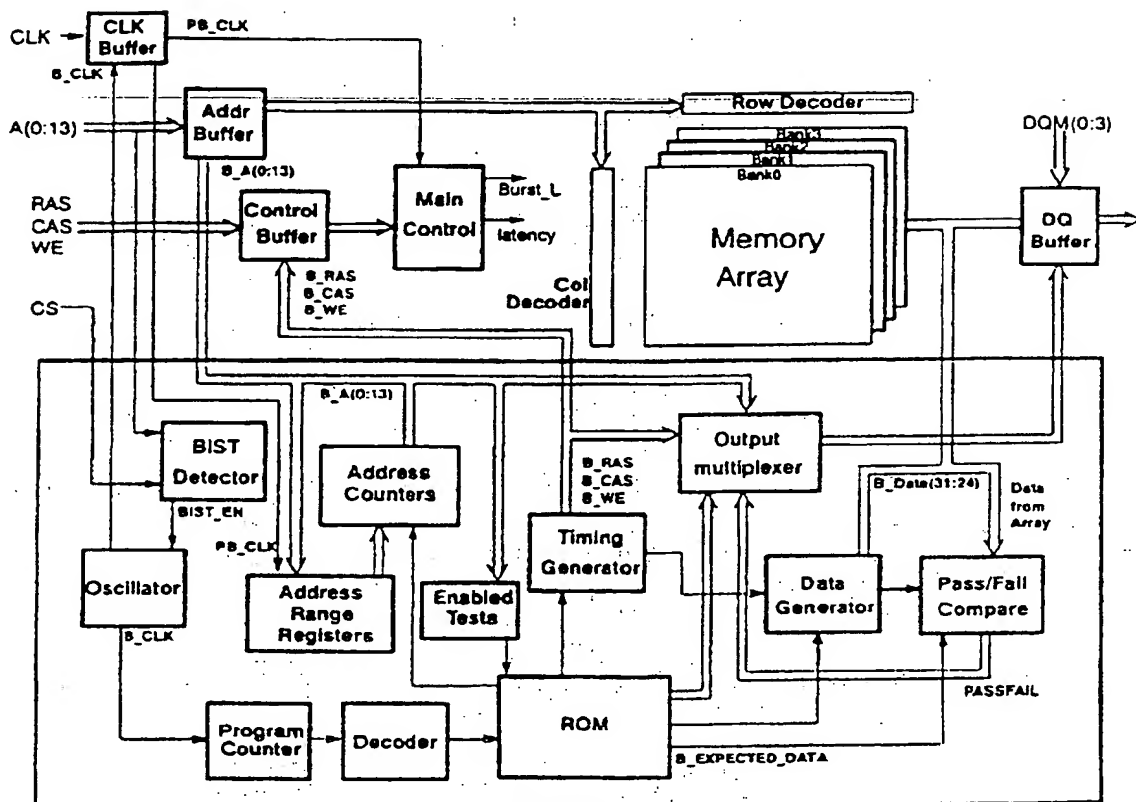 CLK
CLK
Buffer
PB_CLK
B_CLK
Addr
Buffer
A(0:13)
B_A(0:13)
Row Decoder
Bank3
Bank2
Bank1
Bank0
Memory
Array
DQM(0:3)
DQ
Buffer
RAS
CAS
WE
Control
Buffer
Main
Control
Burst_L
latency
Col
Decoder
B_RAS
B_CAS
B_WE
CS
B_A(0:13)
BIST
Detector
BIST_EN
Address
Counters
Output
multiplexer
B_RAS
B_CAS
B_WE
B_Data(31:24)
Data
from
Array
PB_CLK
Oscillator
B_CLK
Address
Range
Registers
Enabled
Tests
Timing
Generator
Data
Generator
Pass/Fail
Compare
PASSFAIL
Program
Counter
Decoder
ROM
B_EXPECTED_DATA